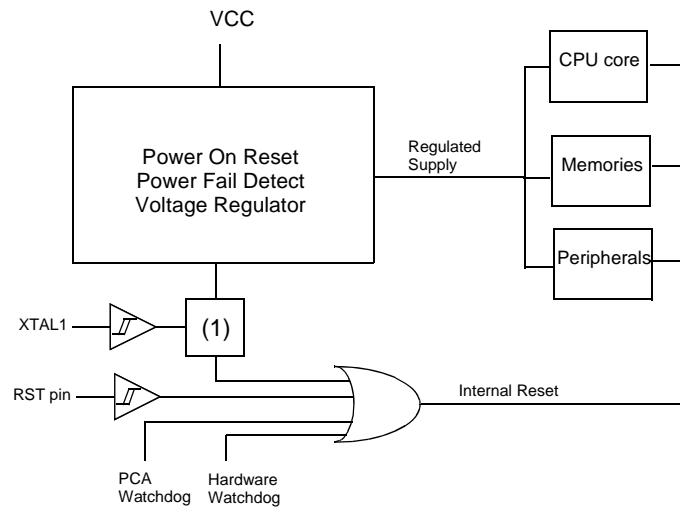 VCC
CPU core
Power On Reset
Power Fail Detect
Voltage Regulator
Regulated
Supply
Memories
Peripherals
XTAL1
(1)
RST pin
Internal Reset
PCA
Watchdog
Hardware
Watchdog